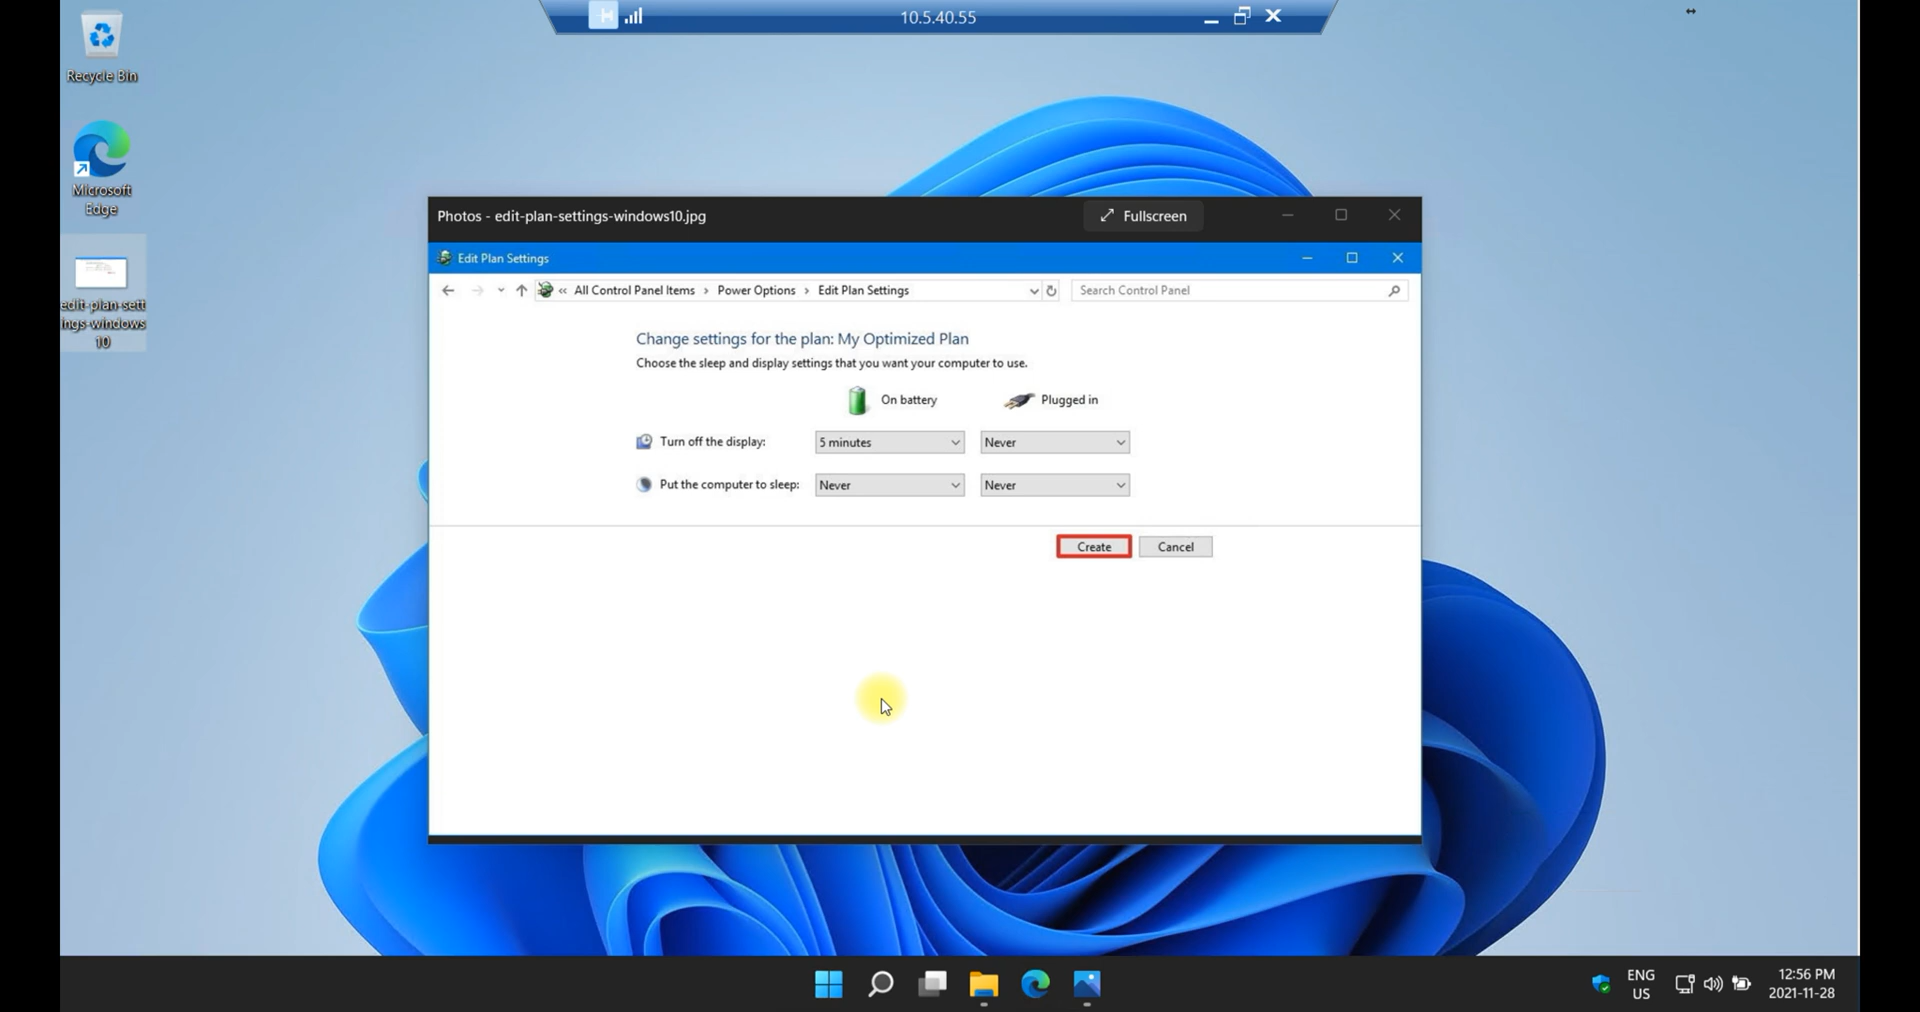 10.5.40.55
Recycle Bin
Microsoft
Edge
edit-plan-sett
ings-windows
10
Photos - edit-plan-settings-windows10.jpg
Fullscreen
Edit Plan Settings
« All Control Panel Items › Power Options › Edit Plan Settings
Search Control Panel
Change settings for the plan: My Optimized Plan
Choose the sleep and display settings that you want your computer to use.
On battery
Plugged in
Turn off the display: 5 minutes Never
Put the computer to sleep: Never Never
Create
Cancel
ENG
US
12:56 PM
2021-11-28